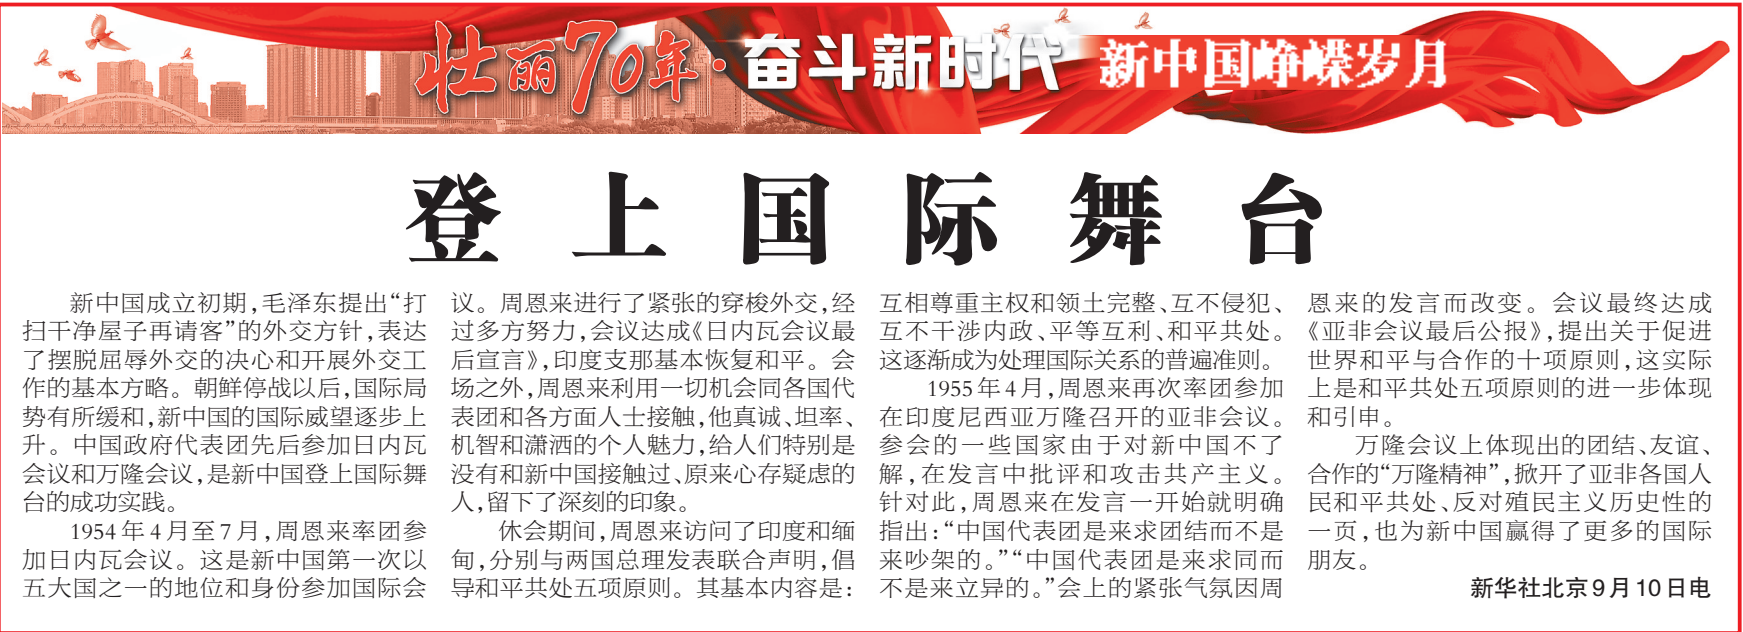 壮丽70年·奋斗新时代 新中国峥嵘岁月
登上国际舞台
新中国成立初期，毛泽东提出“打
扫干净屋子再请客”的外交方针，表达
了摆脱屈辱外交的决心和开展外交工
作的基本方略。朝鲜停战以后，国际局
势有所缓和，新中国的国际威望逐步上
升。中国政府代表团先后参加日内瓦
会议和万隆会议，是新中国登上国际舞
台的成功实践。
1954年4月至7月，周恩来率团参
加日内瓦会议。这是新中国第一次以
五大国之一的地位和身份参加国际会
议。周恩来进行了紧张的穿梭外交，经
过多方努力，会议达成《日内瓦会议最
后宣言》，印度支那基本恢复和平。会
场之外，周恩来利用一切机会同各国代
表团和各方面人士接触，他真诚、坦率、
机智和潇洒的个人魅力，给人们特别是
没有和新中国接触过、原来心存疑虑的
人，留下了深刻的印象。
休会期间，周恩来访问了印度和缅
甸，分别与两国总理发表联合声明，倡
导和平共处五项原则。其基本内容是：
互相尊重主权和领土完整、互不侵犯、
互不干涉内政、平等互利、和平共处。
这逐渐成为处理国际关系的普遍准则。
1955年4月，周恩来再次率团参加
在印度尼西亚万隆召开的亚非会议。
参会的一些国家由于对新中国不了
解，在发言中批评和攻击共产主义。
针对此，周恩来在发言一开始就明确
指出：“中国代表团是来求团结而不是
来吵架的。”“中国代表团是来求同而
不是来立异的。”会上的紧张气氛因周
恩来的发言而改变。会议最终达成
《亚非会议最后公报》，提出关于促进
世界和平与合作的十项原则，这实际
上是和平共处五项原则的进一步体现
和引申。
万隆会议上体现出的团结、友谊、
合作的“万隆精神”，掀开了亚非各国人
民和平共处、反对殖民主义历史性的
一页，也为新中国赢得了更多的国际
朋友。
新华社北京9月10日电